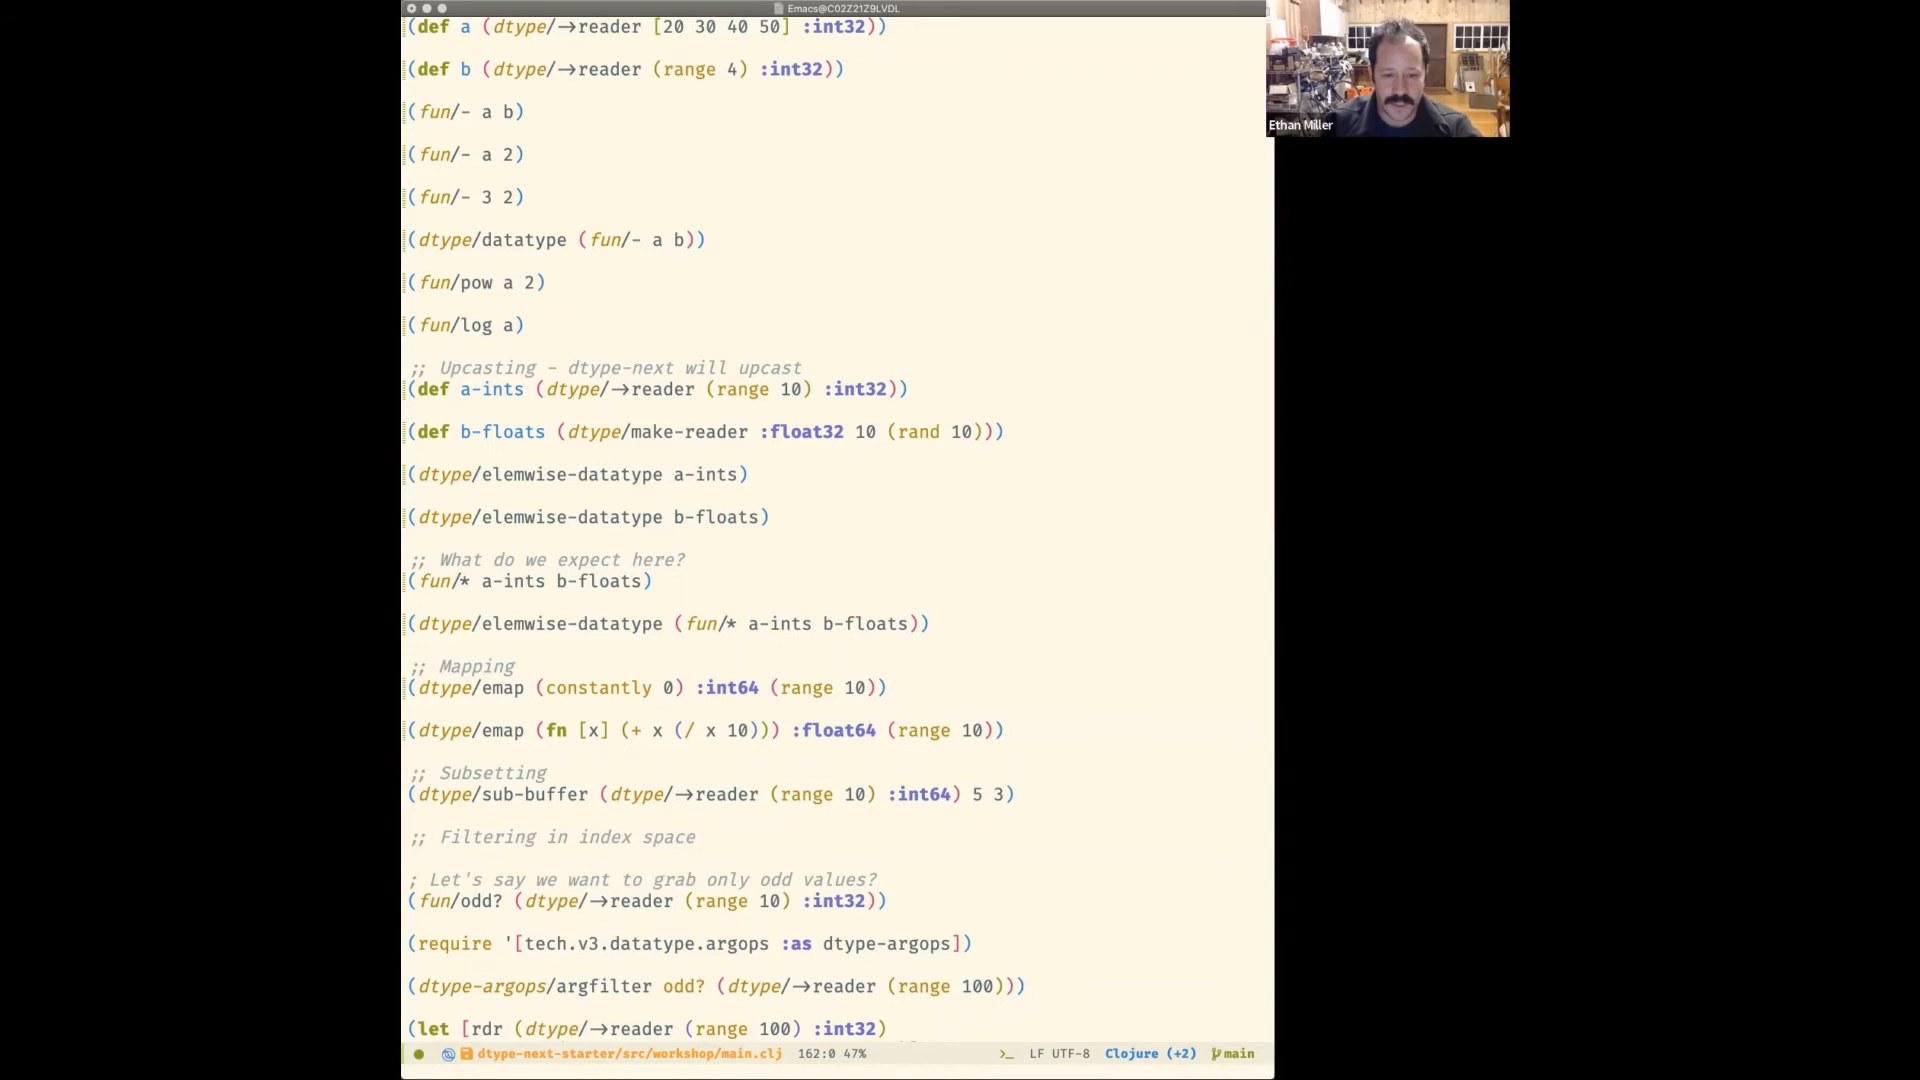 Emacs@C02Z21Z9LVDL
(def a (dtype/->reader [20 30 40 50] :int32))
(def b (dtype/->reader (range 4) :int32))
(fun/- a b)
(fun/- a 2)
(fun/- 3 2)
(dtype/datatype (fun/- a b))
(fun/pow a 2)
(fun/log a)
;; Upcasting - dtype-next will upcast
(def a-ints (dtype/->reader (range 10) :int32))
(def b-floats (dtype/make-reader :float32 10 (rand 10)))
(dtype/elemwise-datatype a-ints)
(dtype/elemwise-datatype b-floats)
;; What do we expect here?
(fun/* a-ints b-floats)
(dtype/elemwise-datatype (fun/* a-ints b-floats))
;; Mapping
(dtype/emap (constantly 0) :int64 (range 10))
(dtype/emap (fn [x] (+ x (/ x 10))) :float64 (range 10))
;; Subsetting
(dtype/sub-buffer (dtype/->reader (range 10) :int64) 5 3)
;; Filtering in index space
; Let's say we want to grab only odd values?
(fun/odd? (dtype/->reader (range 10) :int32))
(require '[tech.v3.datatype.argops :as dtype-argops])
(dtype-argops/argfilter odd? (dtype/->reader (range 100)))
(let [rdr (dtype/->reader (range 100) :int32)
dtype-next-starter/src/workshop/main.clj 162:0 47% >_ LF UTF-8 Clojure (+2) main
Ethan Miller